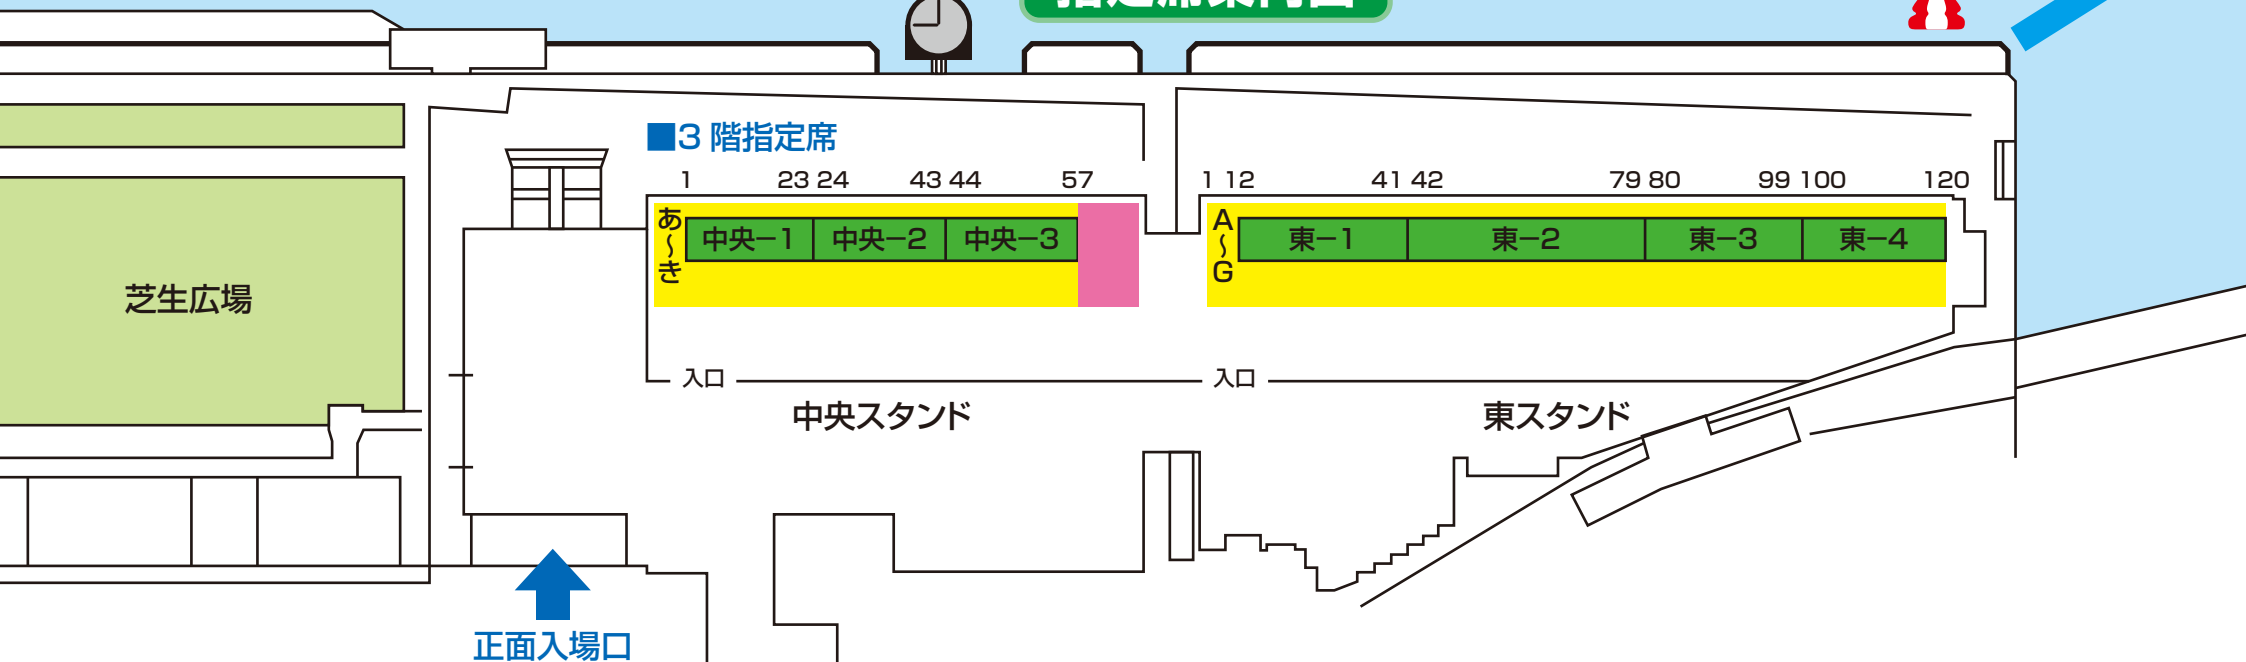 ■3 階指定席
1 23 24 43 44 57 1 12 41 42 79 80 99 100 120
あ〜き 中央ー1 中央ー2 中央ー3 A〜G 東ー1 東ー2 東ー3 東ー4
芝生広場
入口 入口
中央スタンド 東スタンド
正面入場口